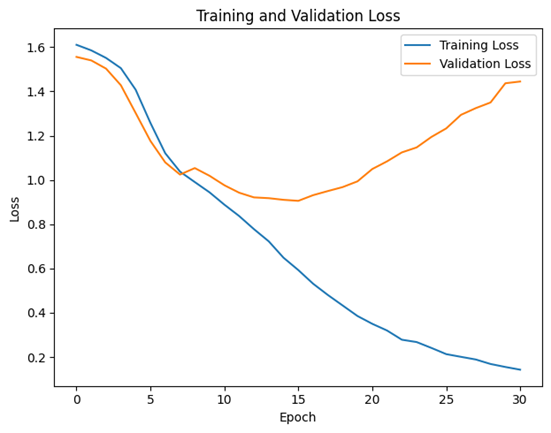 Training and Validation Loss
Training Loss
Validation Loss
1.6
1.4
1.2
1.0
0.8
0.6
0.4
0.2
Loss
0 5 10 15 20 25 30
Epoch